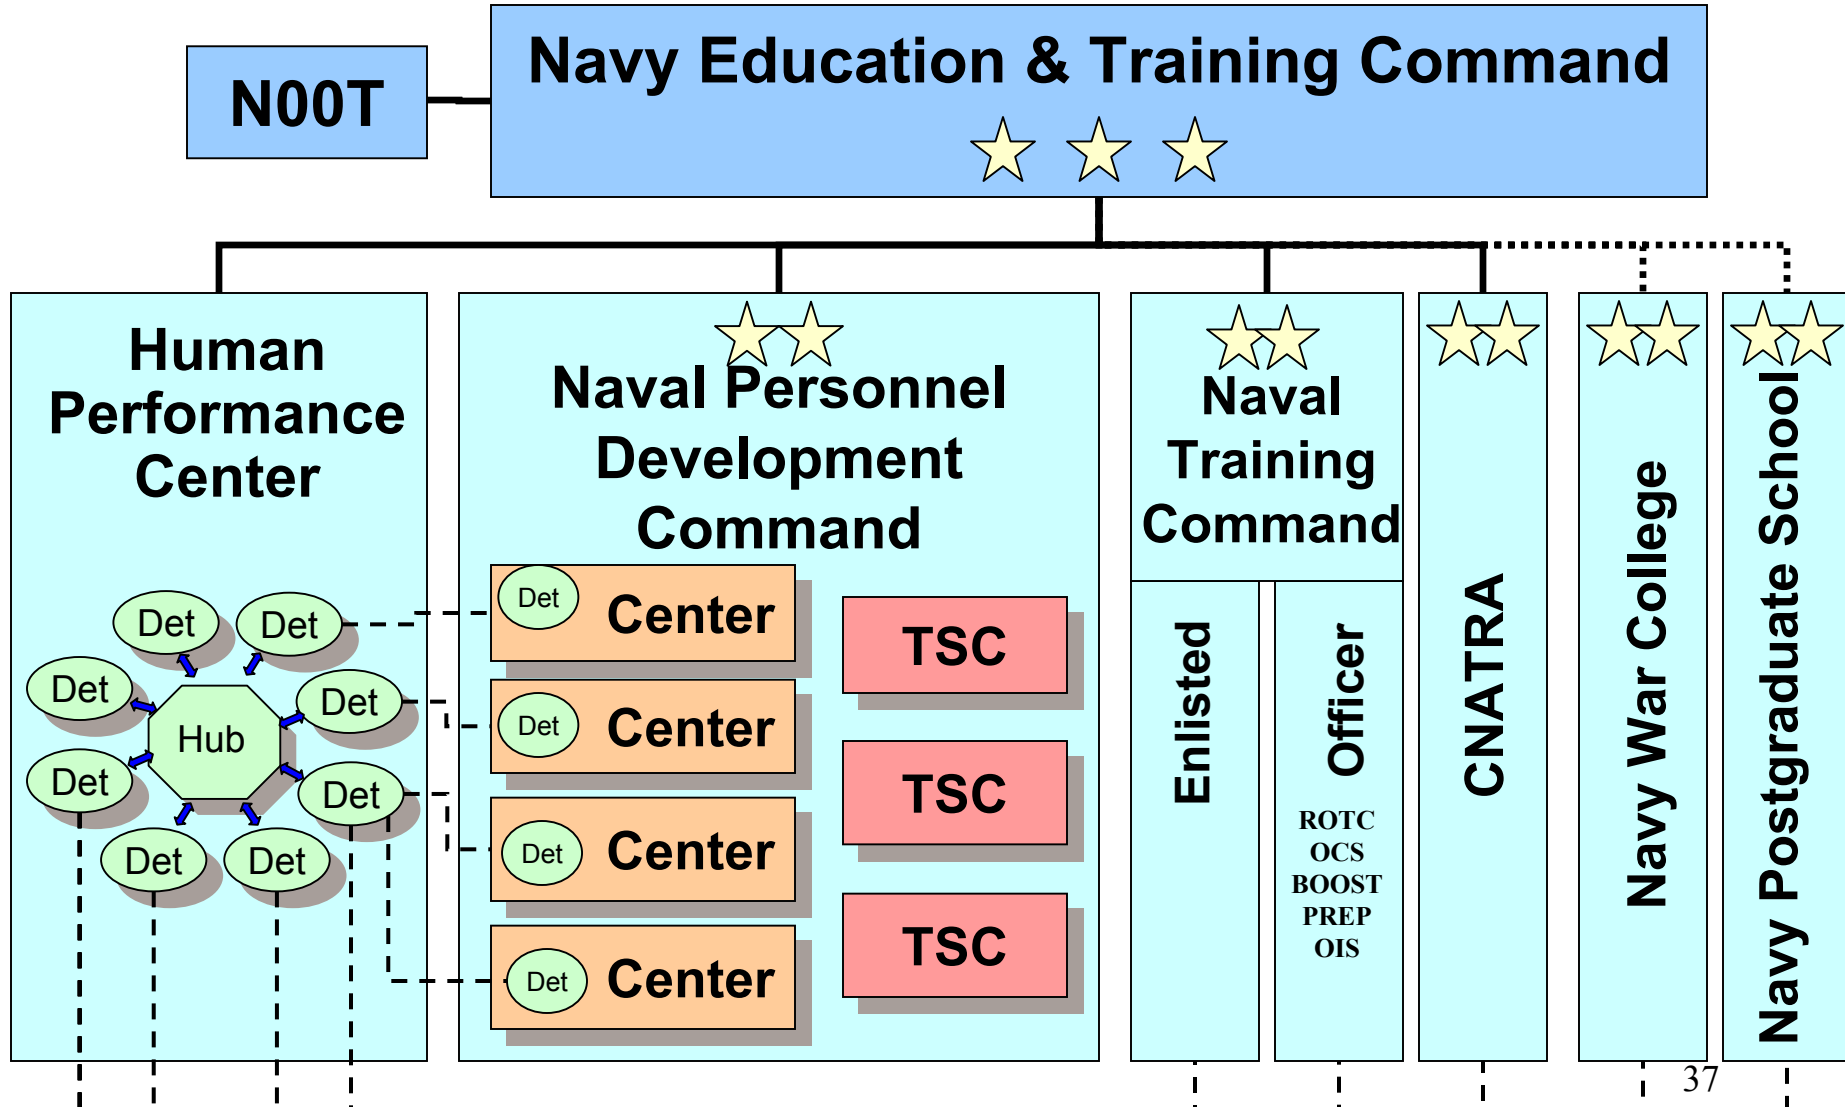 Navy Education & Training Command
N00T
Human
Performance
Center
Det
Det
Det
Det
Hub
Det
Det
Det
Det
Naval Personnel
Development
Command
Det
Center
Det
Center
Det
Center
Det
Center
TSC
TSC
TSC
Naval
Training
Command
Enlisted
Officer
ROTC
OCS
BOOST
PREP
OIS
CNATRA
Navy War College
Navy Postgraduate School
37